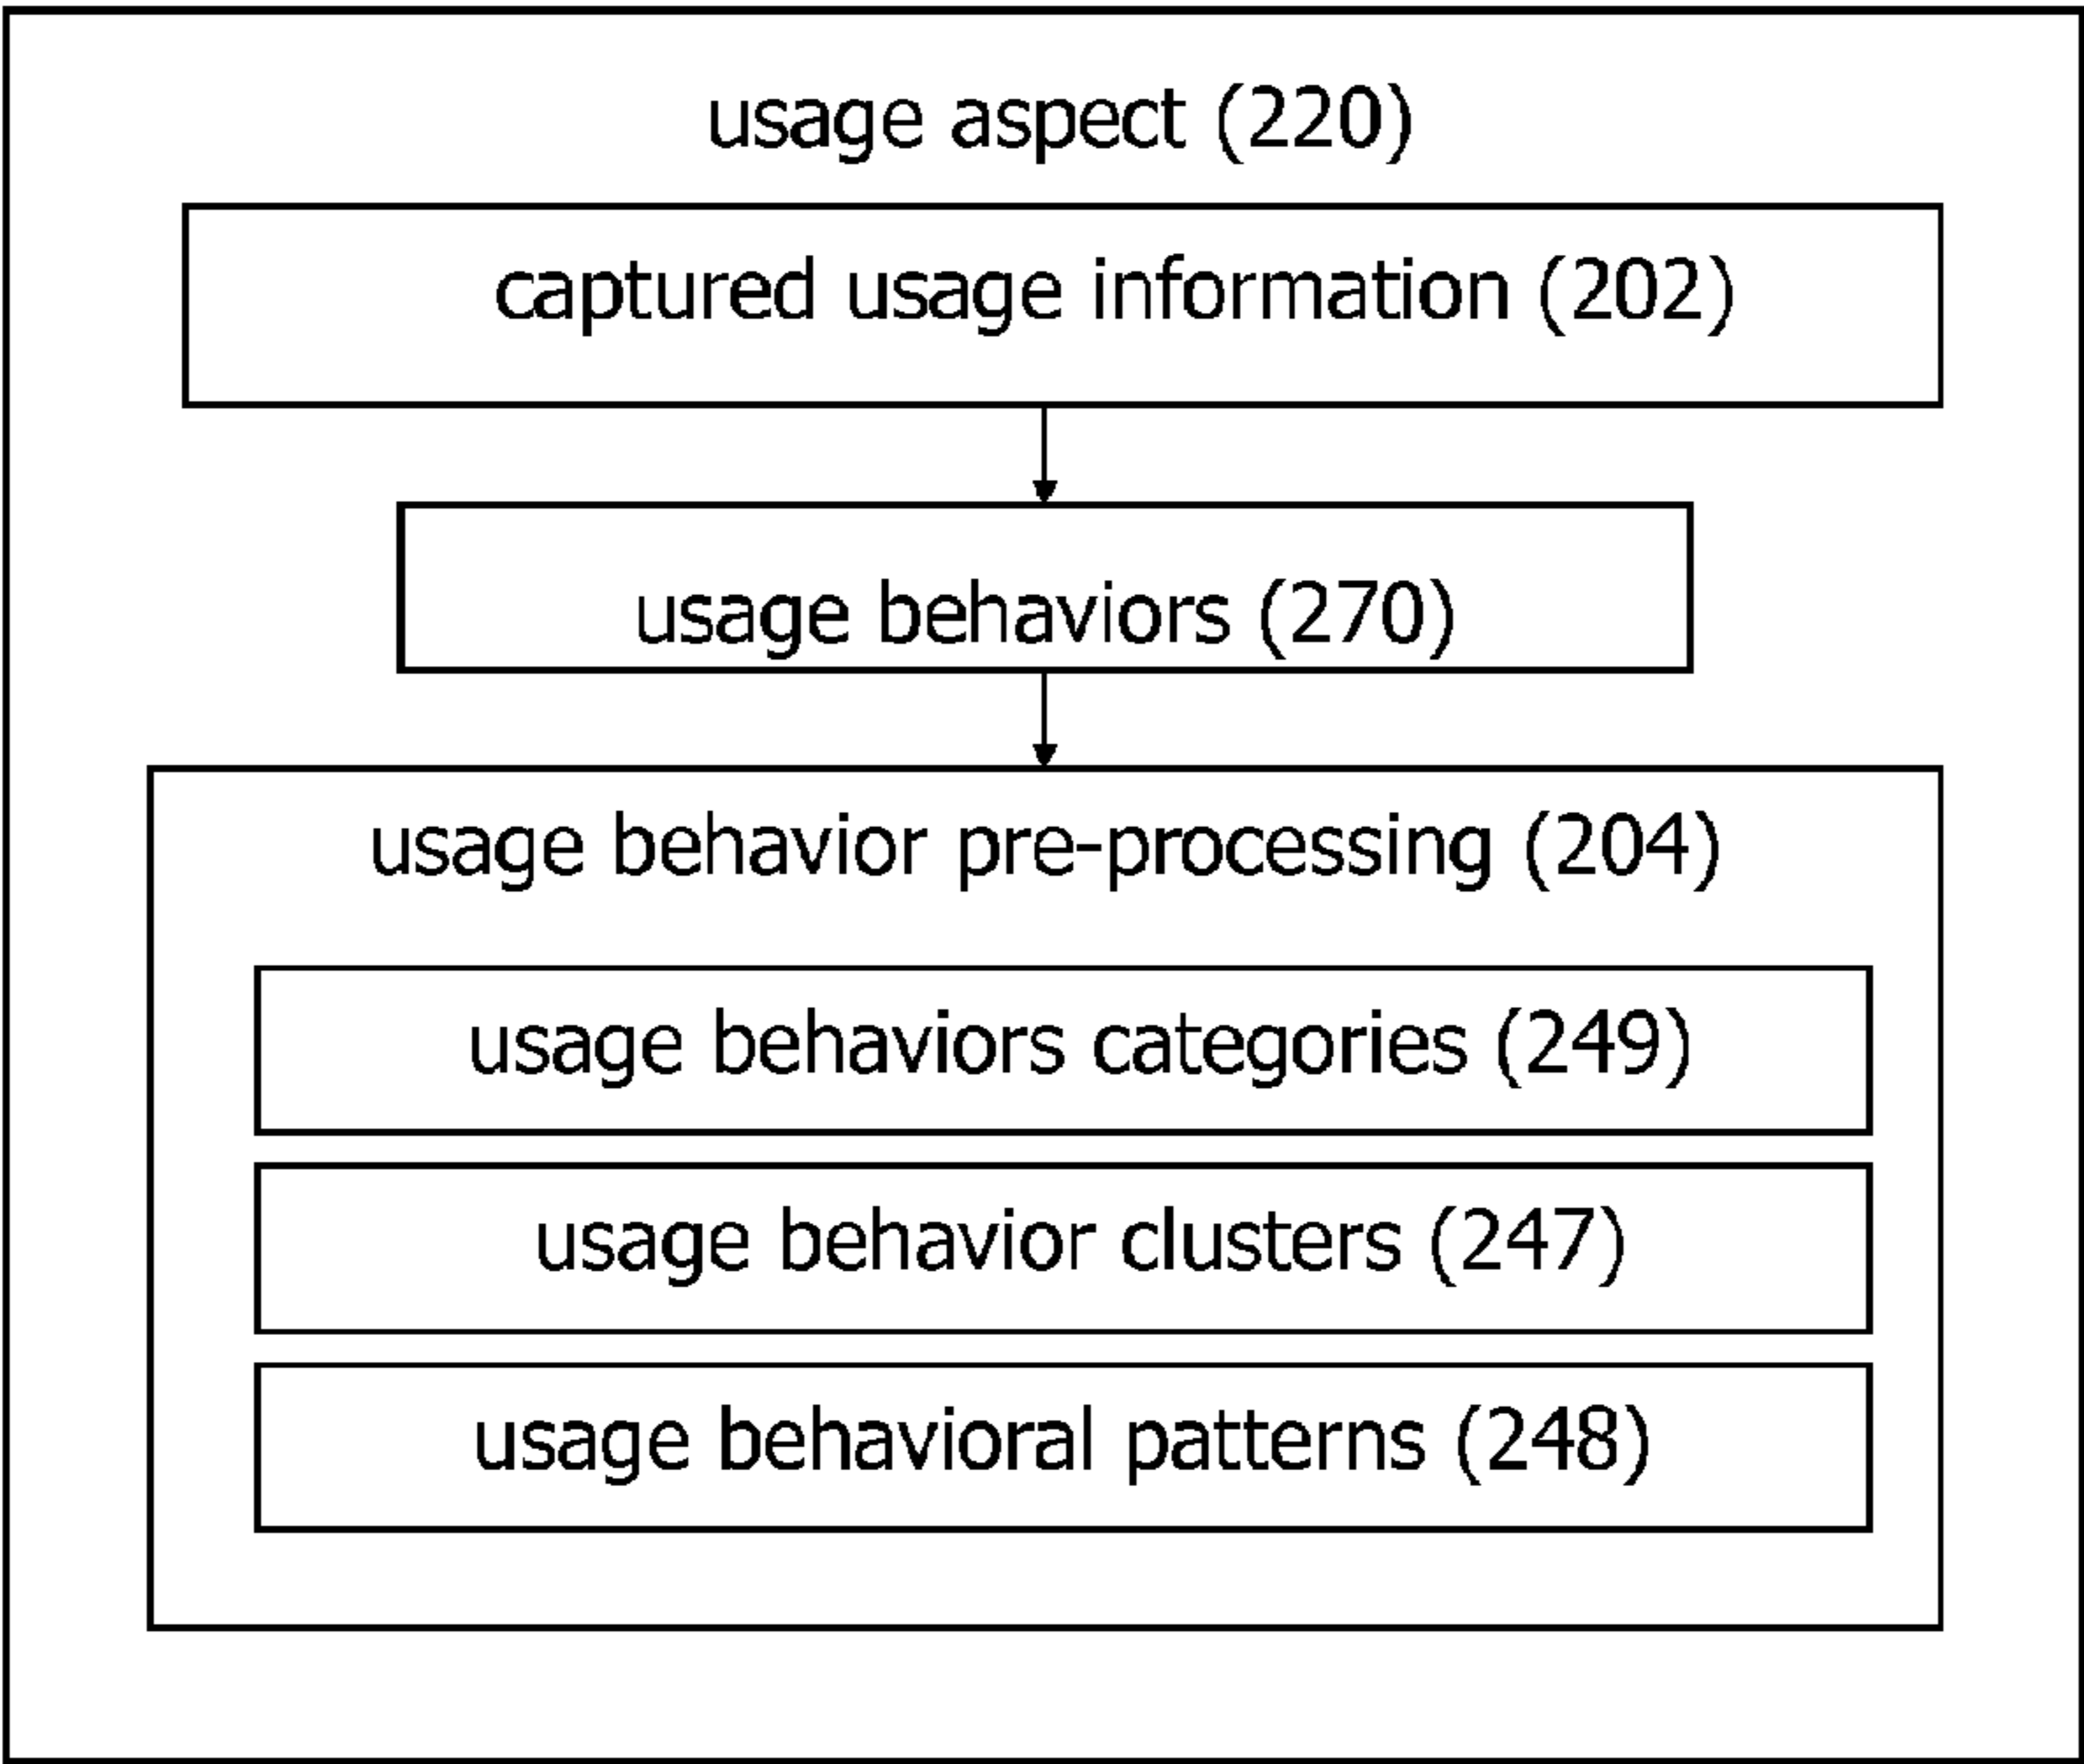 usage aspect (220)
captured usage information (202)
usage behaviors (270)
usage behavior pre-processing (204)
usage behaviors categories (249)
usage behavior clusters (247)
usage behavioral patterns (248)